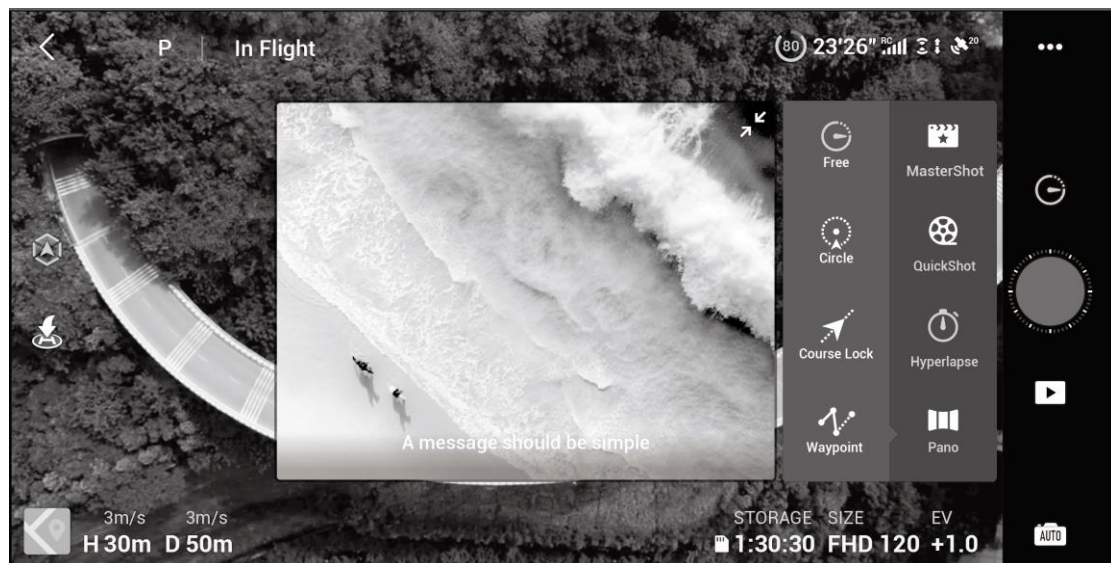 P In Flight 80 23'26" RC 20
Free MasterShot
Circle QuickShot
Course Lock Hyperlapse
Waypoint Pano
A message should be simple
3m/s 3m/s STORAGE SIZE EV
H 30m D 50m 1:30:30 FHD 120 +1.0
AUTO